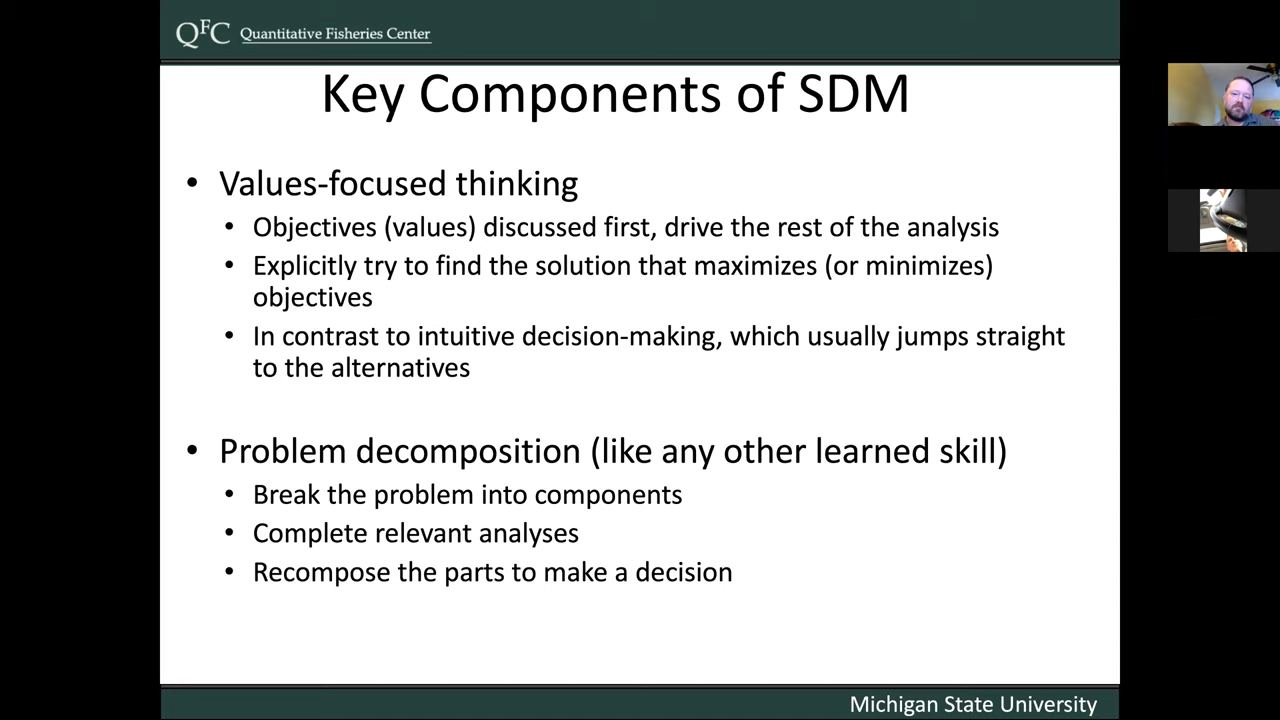 QFC Quantitative Fisheries Center
Key Components of SDM
• Values-focused thinking
• Objectives (values) discussed first, drive the rest of the analysis
• Explicitly try to find the solution that maximizes (or minimizes)
objectives
• In contrast to intuitive decision-making, which usually jumps straight
to the alternatives
• Problem decomposition (like any other learned skill)
• Break the problem into components
• Complete relevant analyses
• Recompose the parts to make a decision
Michigan State University